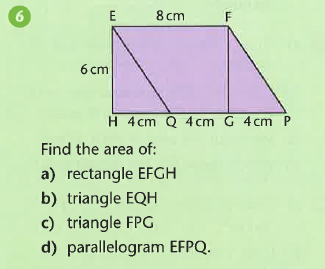 6
E 8 cm F
6 cm
H 4 cm Q 4 cm G 4 cm P
Find the area of:
a) rectangle EFGH
b) triangle EQH
c) triangle FPG
d) parallelogram EFPQ.